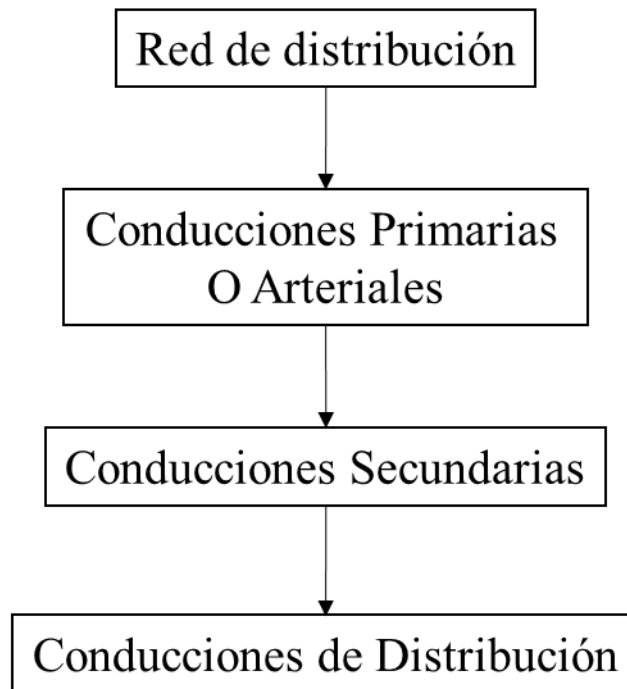 Red de distribución
Conducciones Primarias
O Arteriales
Conducciones Secundarias
Conducciones de Distribución